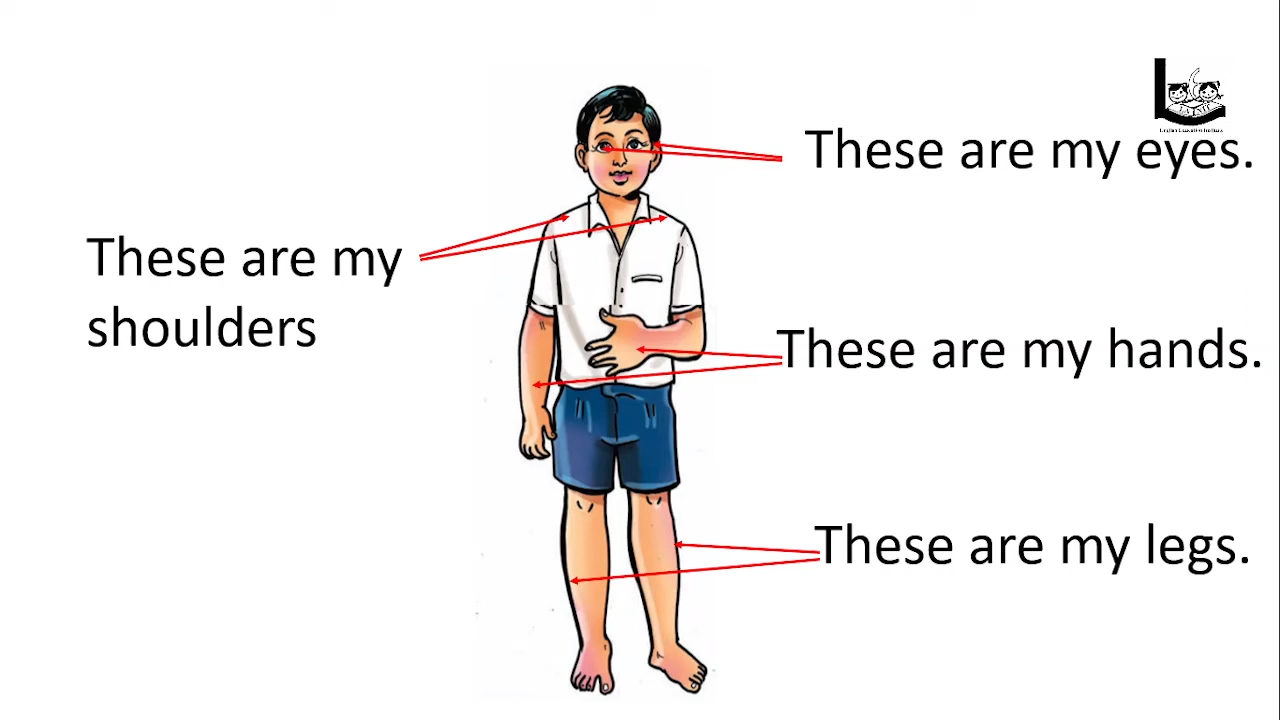 These are my eyes.
These are my
shoulders
These are my hands.
These are my legs.